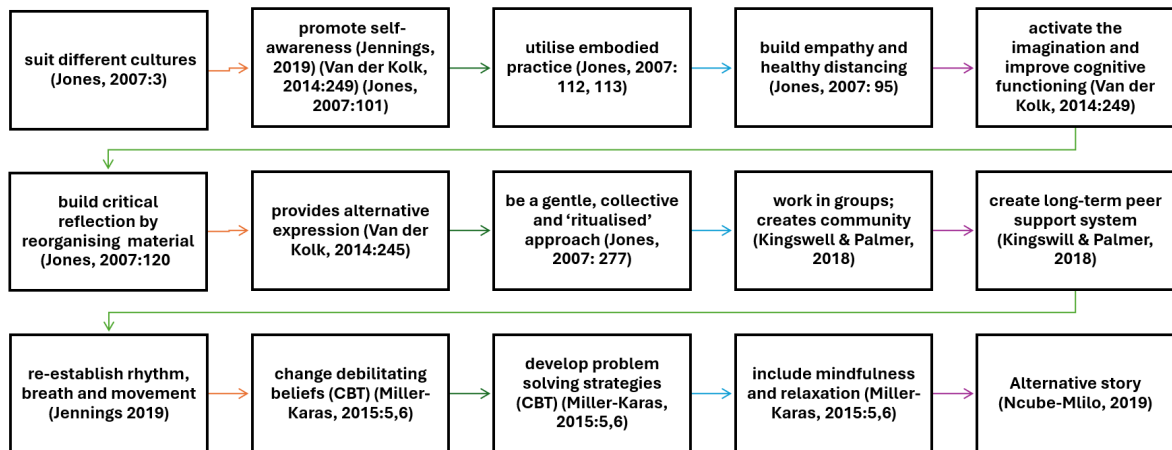 suit different cultures
(Jones, 2007:3)
promote self-
awareness (Jennings,
2019) (Van der Kolk,
2014:249) (Jones,
2007:101)
utilise embodied
practice (Jones, 2007:
112, 113)
build empathy and
healthy distancing
(Jones, 2007: 95)
activate the
imagination and
improve cognitive
functioning (Van der
Kolk, 2014:249)
build critical
reflection by
reorganising material
(Jones, 2007:120
provides alternative
expression (Van der
Kolk, 2014:245)
be a gentle, collective
and ‘ritualised’
approach (Jones,
2007: 277)
work in groups;
creates community
(Kingswell & Palmer,
2018)
create long-term peer
support system
(Kingswill & Palmer,
2018)
re-establish rhythm,
breath and movement
(Jennings 2019)
change debilitating
beliefs (CBT) (Miller-
Karas, 2015:5,6)
develop problem
solving strategies
(CBT) (Miller-Karas,
2015:5,6)
include mindfulness
and relaxation (Miller-
Karas, 2015:5,6)
Alternative story
(Ncube-Mlilo, 2019)